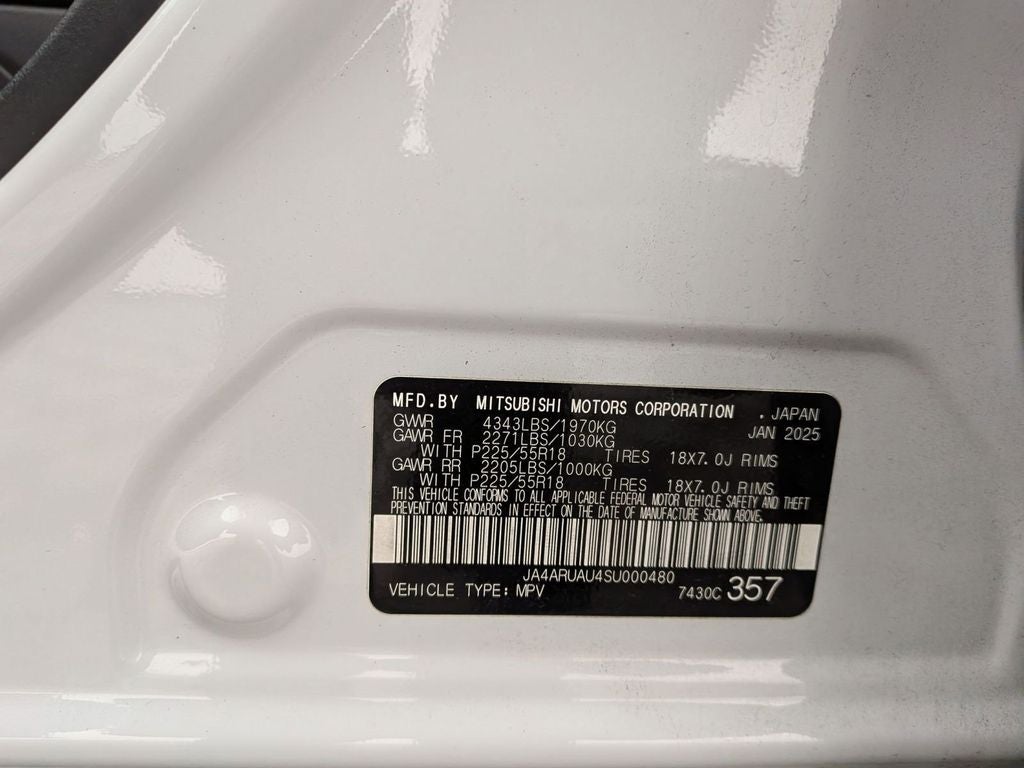 MFD.BY MITSUBISHI MOTORS CORPORATION . JAPAN
GVWR 4343LBS/1970KG JAN 2025
GAWR FR 2271LBS/1030KG
WITH P225/55R18 TIRES 18X7.0J RIMS
GAWR RR 2205LBS/1000KG
WITH P225/55R18 TIRES 18X7.0J RIMS
THIS VEHICLE CONFORMS TO ALL APPLICABLE FEDERAL MOTOR VEHICLE SAFETY AND THEFT
PREVENTION STANDARDS IN EFFECT ON THE DATE OF MANUFACTURE SHOWN ABOVE.
JA4ARUAU4SU000480
VEHICLE TYPE: MPV 7430C 357